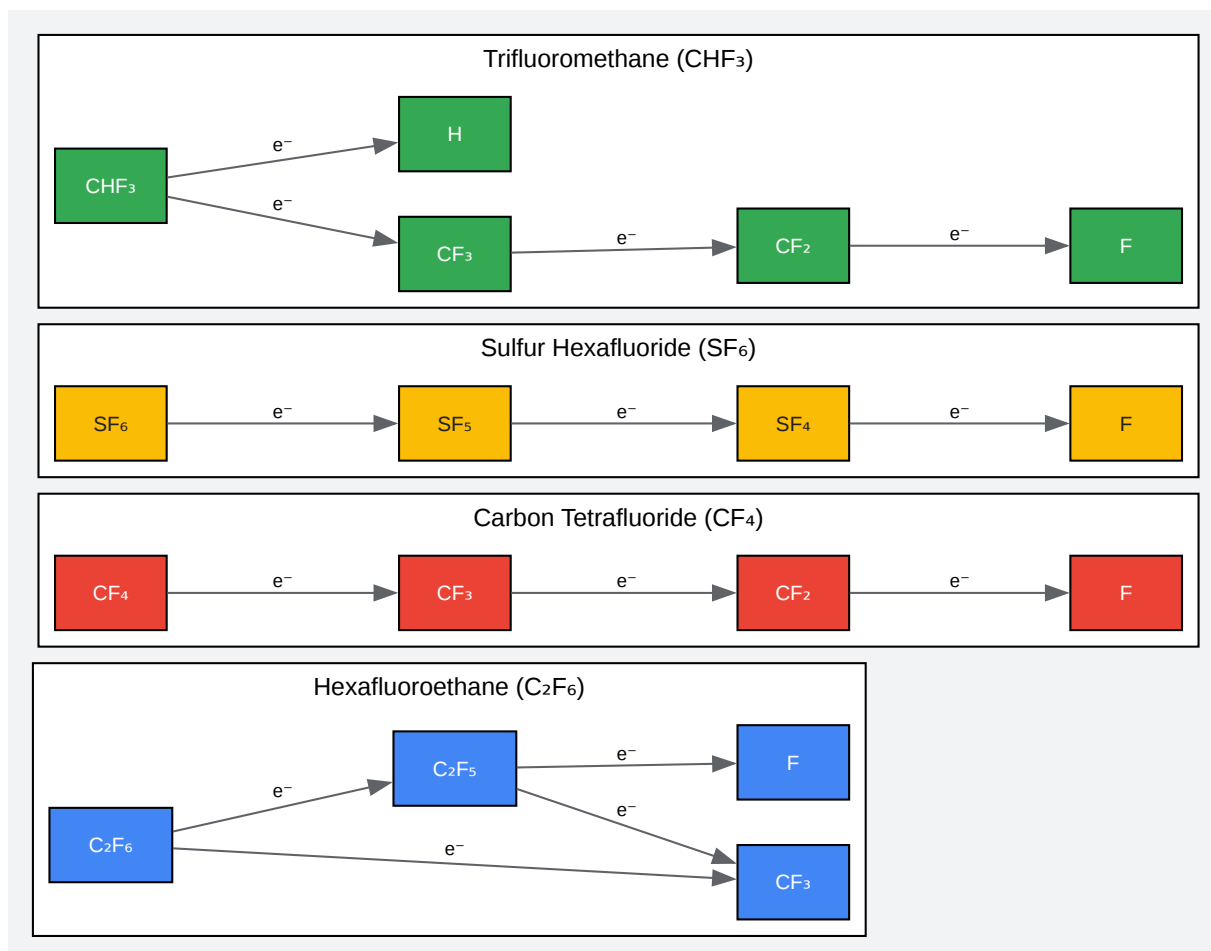 Trifluoromethane (CHF₃)
H
e⁻
CHF₃
e⁻
CF₃
e⁻
CF₂
e⁻
F
Sulfur Hexafluoride (SF₆)
SF₆
e⁻
SF₅
e⁻
SF₄
e⁻
F
Carbon Tetrafluoride (CF₄)
CF₄
e⁻
CF₃
e⁻
CF₂
e⁻
F
Hexafluoroethane (C₂F₆)
C₂F₆
e⁻
C₂F₅
e⁻
F
e⁻
e⁻
CF₃